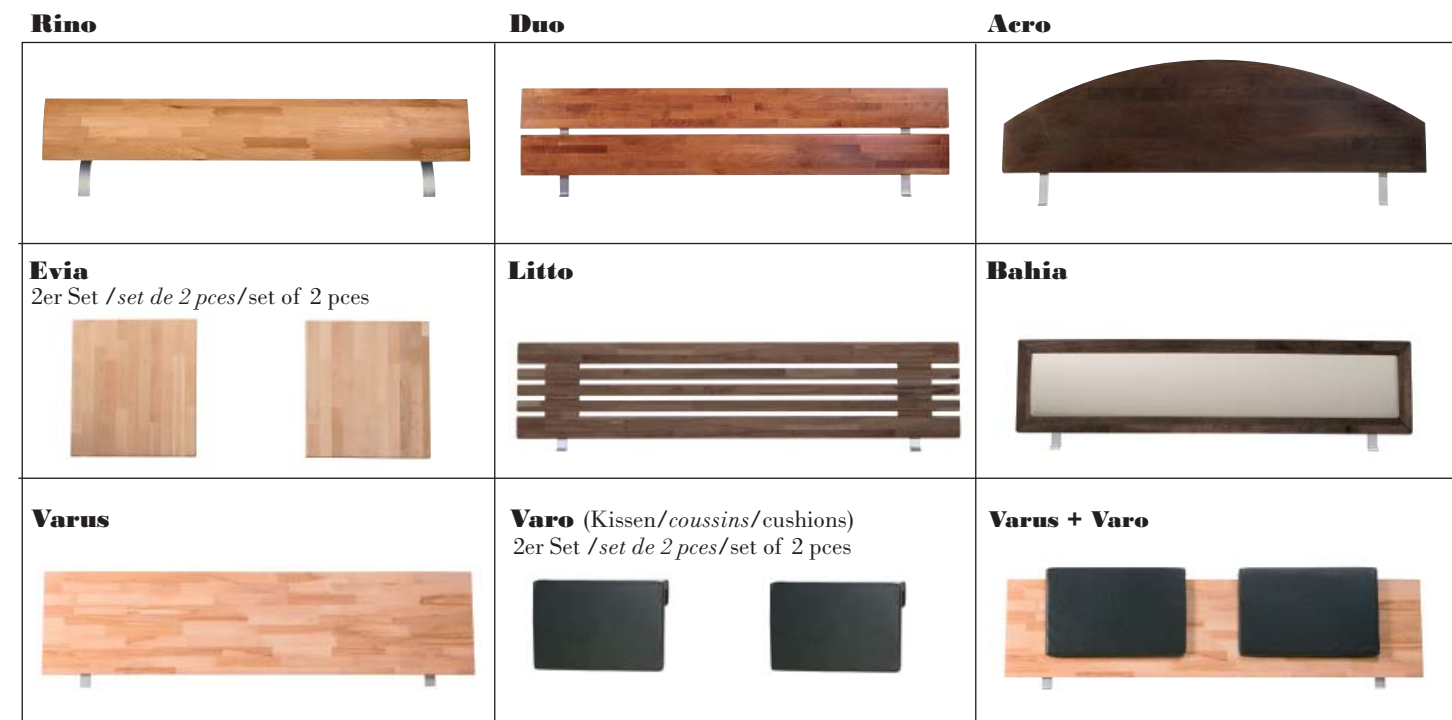 Rino
Duo
Acro
Evia
2er Set /set de 2 pces/set of 2 pces
Litto
Bahia
Varus
Varo (Kissen/coussins/cushions)
2er Set /set de 2 pces/set of 2 pces
Varus + Varo